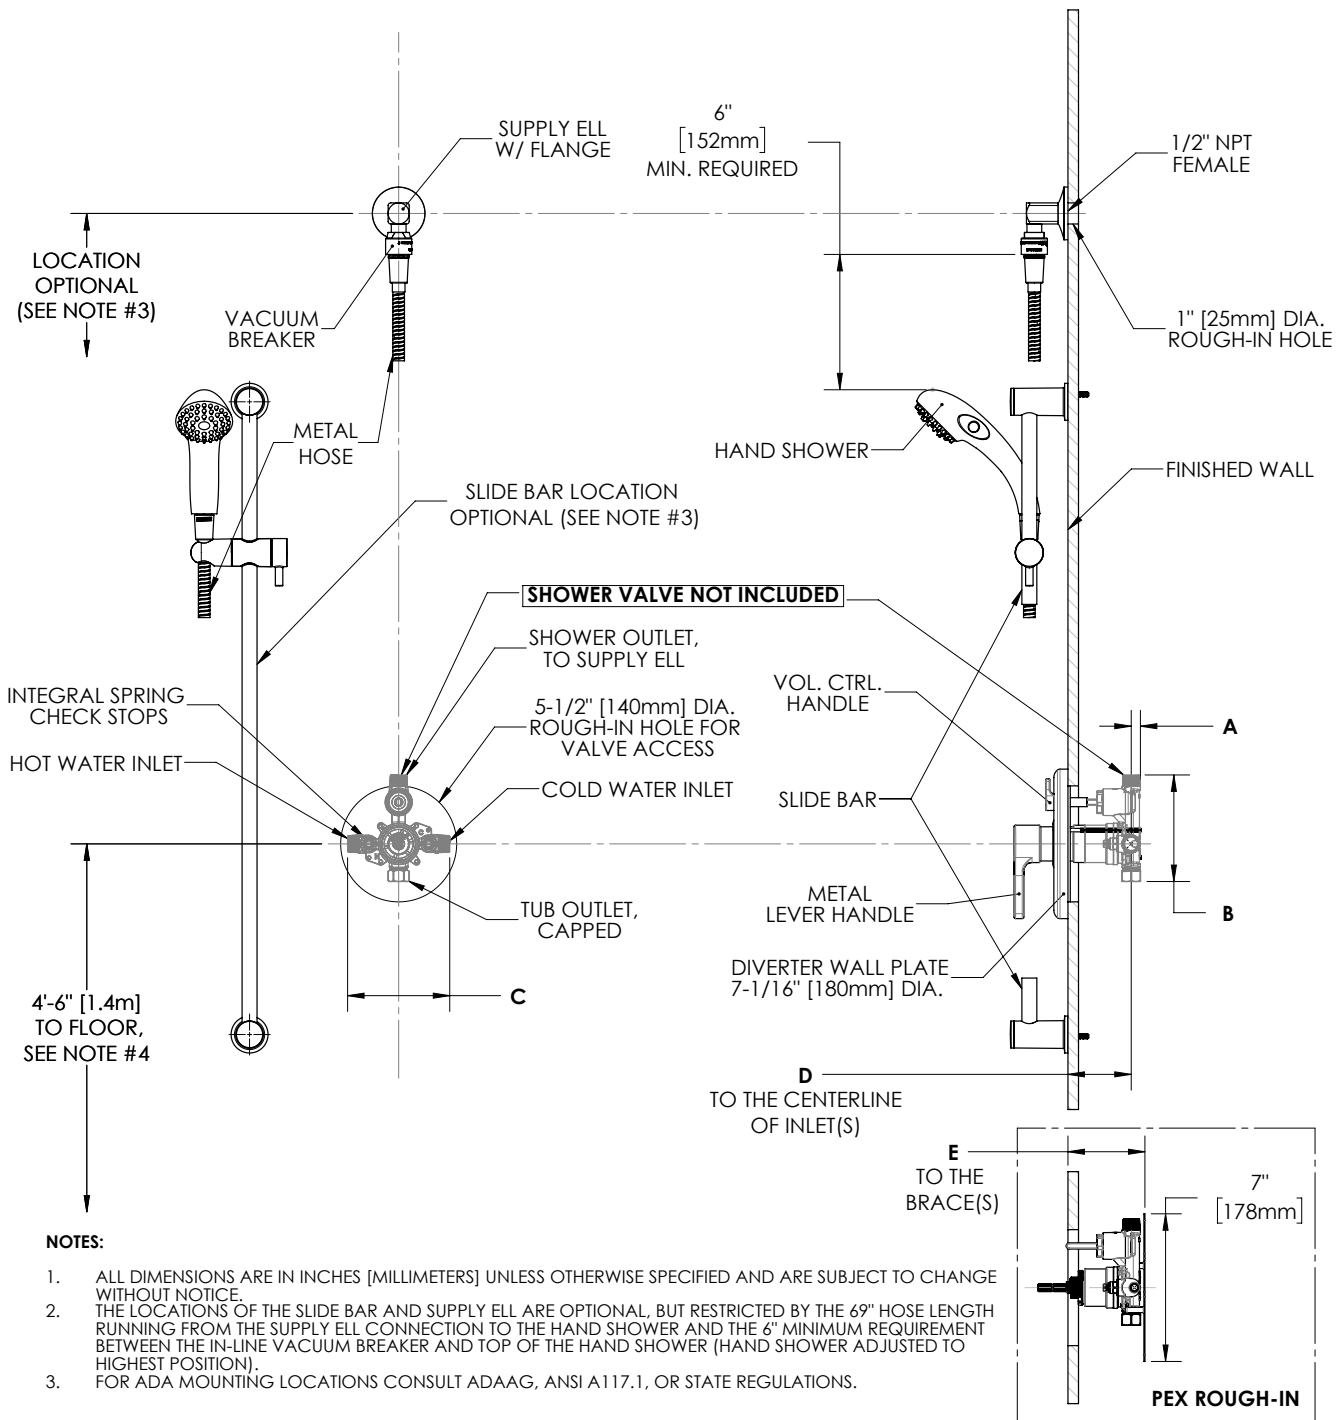 SUPPLY ELL
W/ FLANGE
6"
[152mm]
MIN. REQUIRED
1/2" NPT
FEMALE
LOCATION
OPTIONAL
(SEE NOTE #3)
VACUUM
BREAKER
1" [25mm] DIA.
ROUGH-IN HOLE
METAL
HOSE
HAND SHOWER
FINISHED WALL
SLIDE BAR LOCATION
OPTIONAL (SEE NOTE #3)
SHOWER VALVE NOT INCLUDED
SHOWER OUTLET,
TO SUPPLY ELL
INTEGRAL SPRING
CHECK STOPS
5-1/2" [140mm] DIA.
ROUGH-IN HOLE FOR
VALVE ACCESS
VOL. CTRL.
HANDLE
A
HOT WATER INLET
COLD WATER INLET
SLIDE BAR
METAL
LEVER HANDLE
B
TUB OUTLET,
CAPPED
DIVERTER WALL PLATE
7-1/16" [180mm] DIA.
C
4'-6" [1.4m]
TO FLOOR,
SEE NOTE #4
D
TO THE CENTERLINE
OF INLET(S)
E
TO THE
BRACE(S)
7"
[178mm]
NOTES:
1. ALL DIMENSIONS ARE IN INCHES [MILLIMETERS] UNLESS OTHERWISE SPECIFIED AND ARE SUBJECT TO CHANGE
WITHOUT NOTICE.
2. THE LOCATIONS OF THE SLIDE BAR AND SUPPLY ELL ARE OPTIONAL, BUT RESTRICTED BY THE 69" HOSE LENGTH
RUNNING FROM THE SUPPLY ELL CONNECTION TO THE HAND SHOWER AND THE 6" MINIMUM REQUIREMENT
BETWEEN THE IN-LINE VACUUM BREAKER AND TOP OF THE HAND SHOWER (HAND SHOWER ADJUSTED TO
HIGHEST POSITION).
3. FOR ADA MOUNTING LOCATIONS CONSULT ADAAG, ANSI A117.1, OR STATE REGULATIONS.
PEX ROUGH-IN